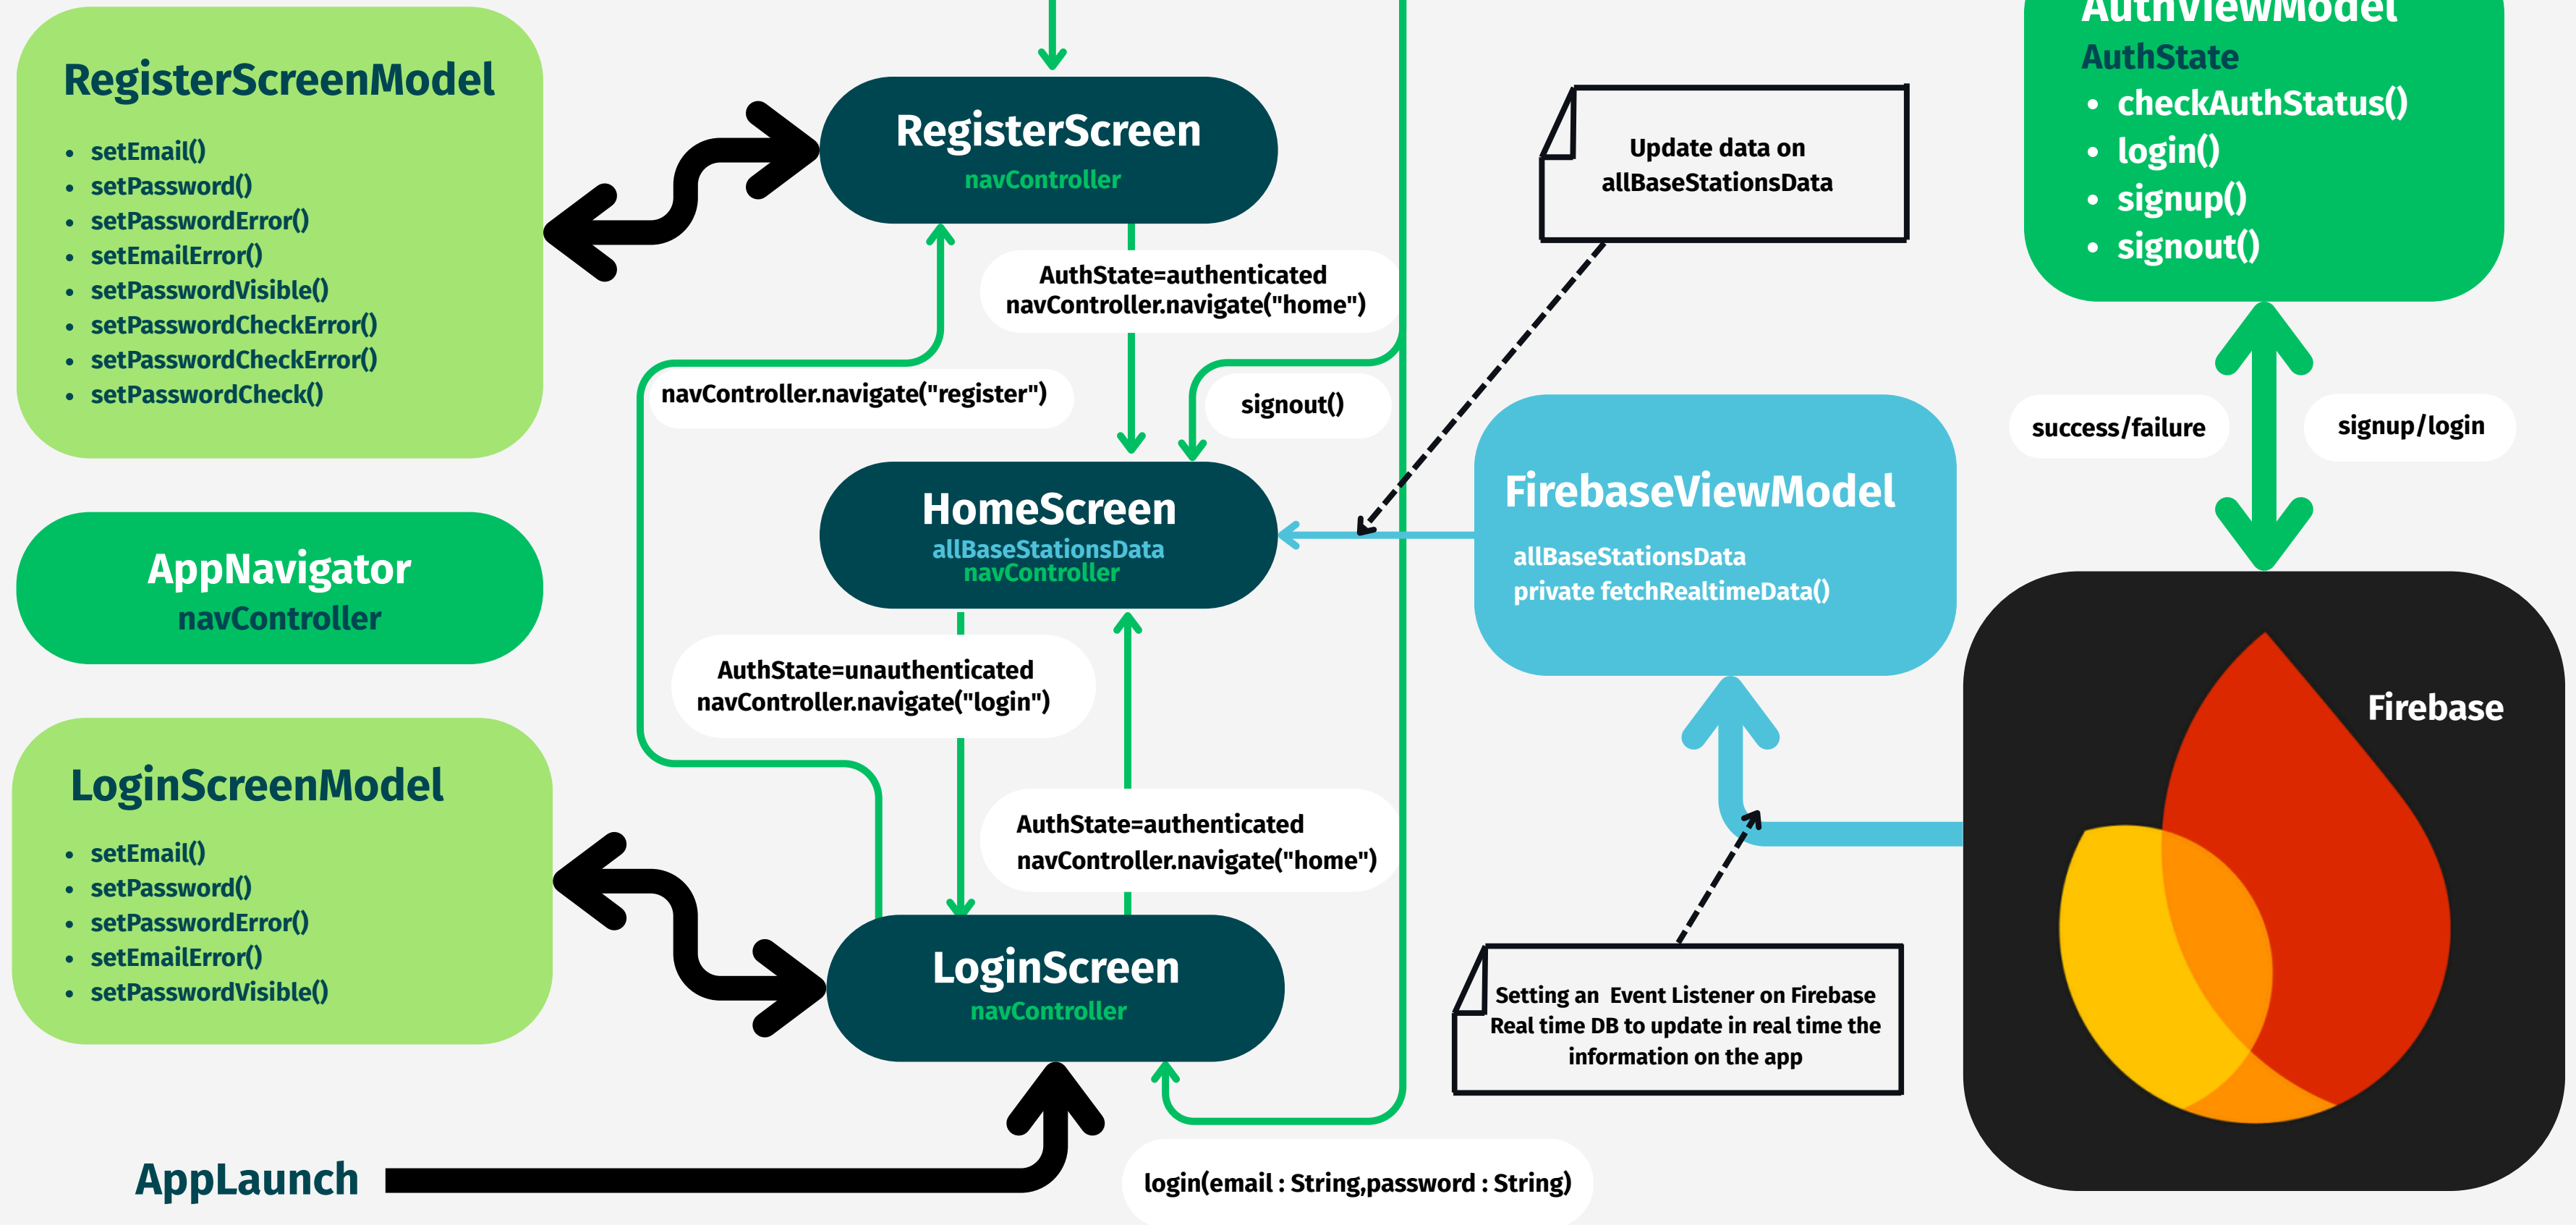 RegisterScreenModel
• setEmail()
• setPassword()
• setPasswordError()
• setEmailError()
• setPasswordVisible()
• setPasswordCheckError()
• setPasswordCheckError()
• setPasswordCheck()
AppNavigator
navController
LoginScreenModel
• setEmail()
• setPassword()
• setPasswordError()
• setEmailError()
• setPasswordVisible()
AppLaunch
RegisterScreen
navController
AuthState=authenticated
navController.navigate("home")
navController.navigate("register")
signout()
HomeScreen
allBaseStationsData
navController
AuthState=unauthenticated
navController.navigate("login")
AuthState=authenticated
navController.navigate("home")
LoginScreen
navController
login(email : String,password : String)
Update data on
allBaseStationsData
FirebaseViewModel
allBaseStationsData
private fetchRealtimeData()
Setting an  Event Listener on Firebase
Real time DB to update in real time the
information on the app
AuthViewModel
AuthState
• checkAuthStatus()
• login()
• signup()
• signout()
success/failure
signup/login
Firebase